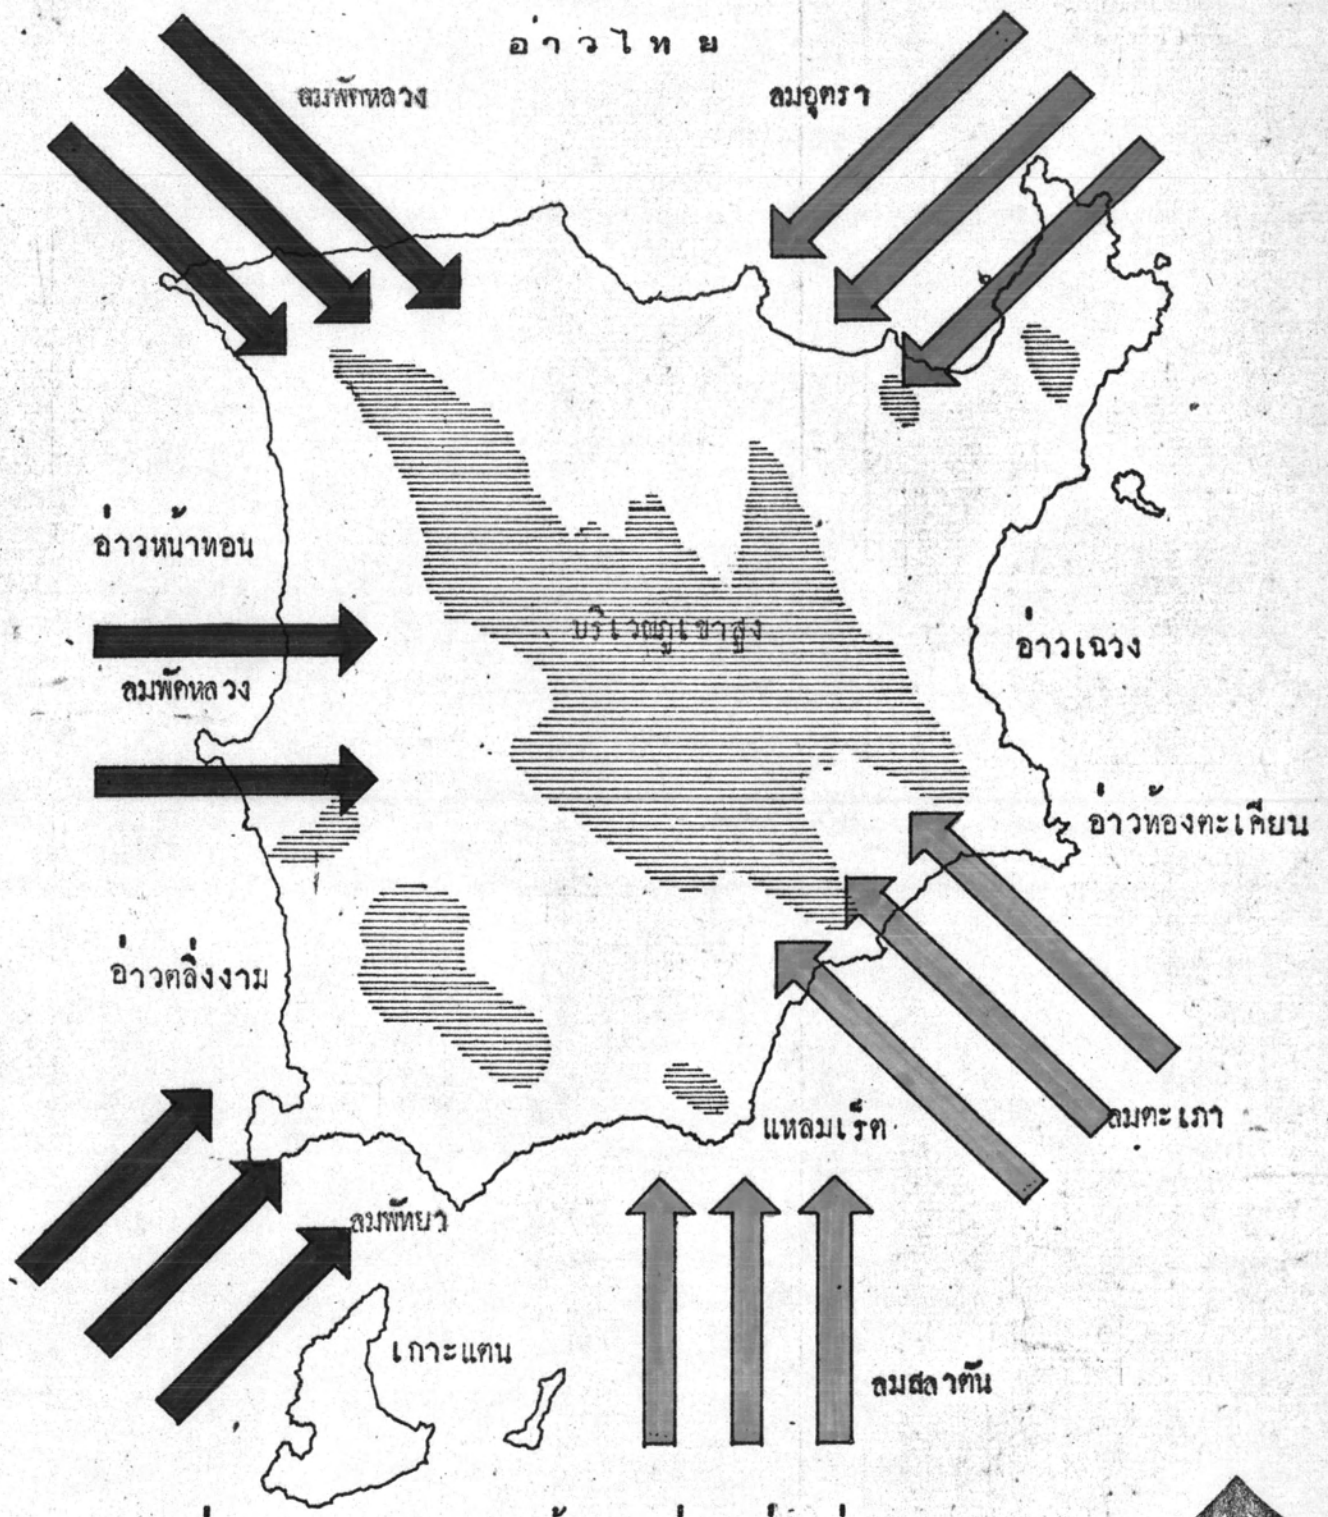 อ่าวไทย
ลมพัดหลวง
ลมอุตรา
อ่าวหน้าทอน
บริเวณภูเขาสูง
อ่าวเฉวง
ลมพัดหลวง
อ่าวท้องตะเคียน
อ่าวตลิ่งงาม
แหลมเร็ต
ลมตะเภา
ลมพัทยา
เกาะแตน
ลมสลาตัน